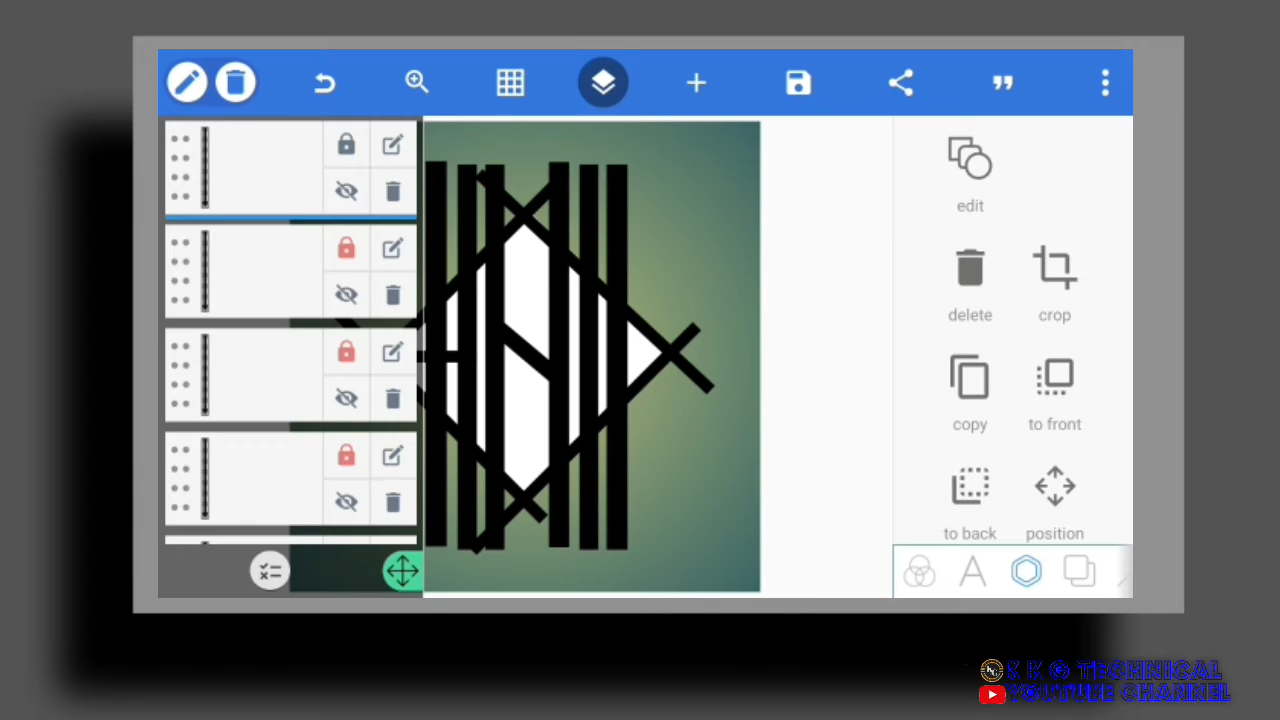 edit
delete
crop
copy
to front
to back
position
K K G TECHNICAL
YOUTUBE CHANNEL